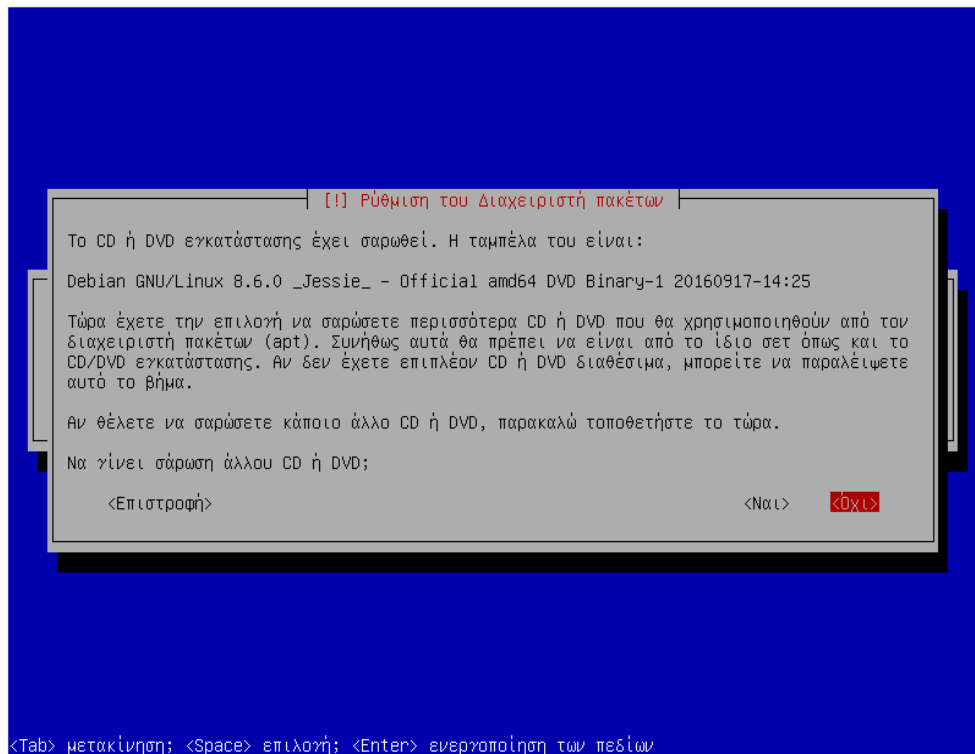 [!] Ρύθμιση του Διαχειριστή πακέτων
Το CD ή DVD εγκατάστασης έχει σαρωθεί. Η ταμπέλα του είναι:
Debian GNU/Linux 8.6.0 _Jessie_ - Official amd64 DVD Binary-1 20160917-14:25
Τώρα έχετε την επιλογή να σαρώσετε περισσότερα CD ή DVD που θα χρησιμοποιηθούν από τον
διαχειριστή πακέτων (apt). Συνήθως αυτά θα πρέπει να είναι από το ίδιο σετ όπως και το
CD/DVD εγκατάστασης. Αν δεν έχετε επιπλέον CD ή DVD διαθέσιμα, μπορείτε να παραλείψετε
αυτό το βήμα.
Αν θέλετε να σαρώσετε κάποιο άλλο CD ή DVD, παρακαλώ τοποθετήστε το τώρα.
Να γίνει σάρωση άλλου CD ή DVD;
<Επιστροφή> <Ναι> <Όχι>
<Tab> μετακίνηση; <Space> επιλογή; <Enter> ενεργοποίηση των πεδίων